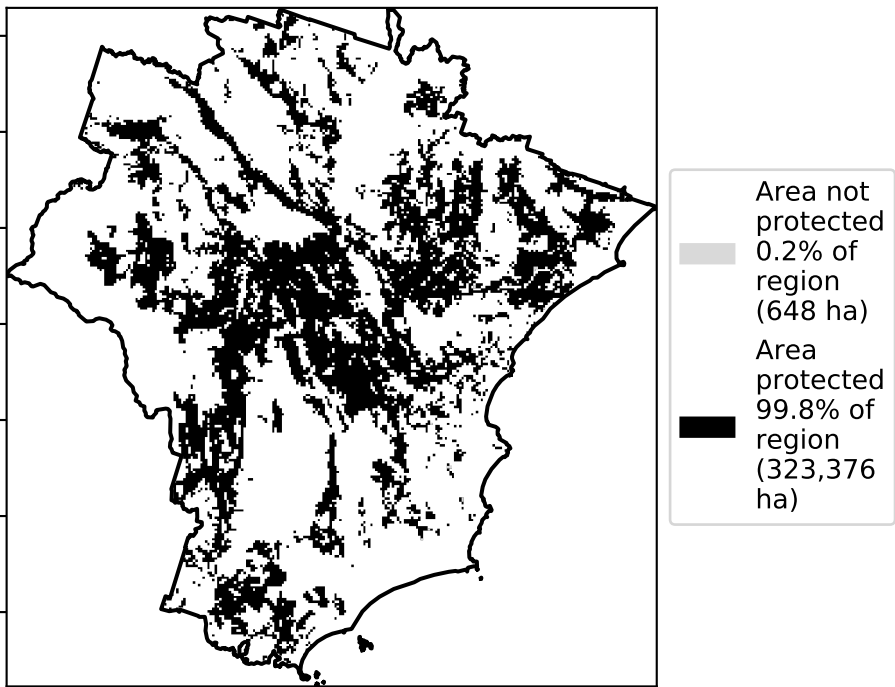 Area not
protected
0.2% of
region
(648 ha)
Area
protected
99.8% of
region
(323,376
ha)